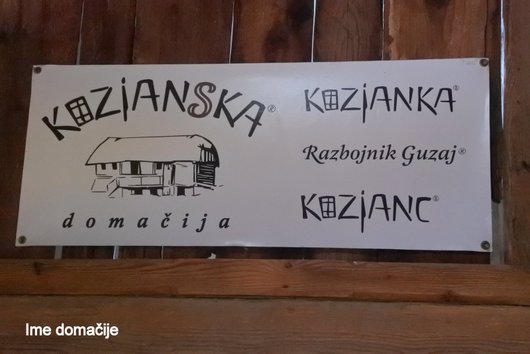 KOZJANSKA®
domačija
KOZJANKA®
Razbojnik Guzaj®
KOZJANC®
Ime domačije